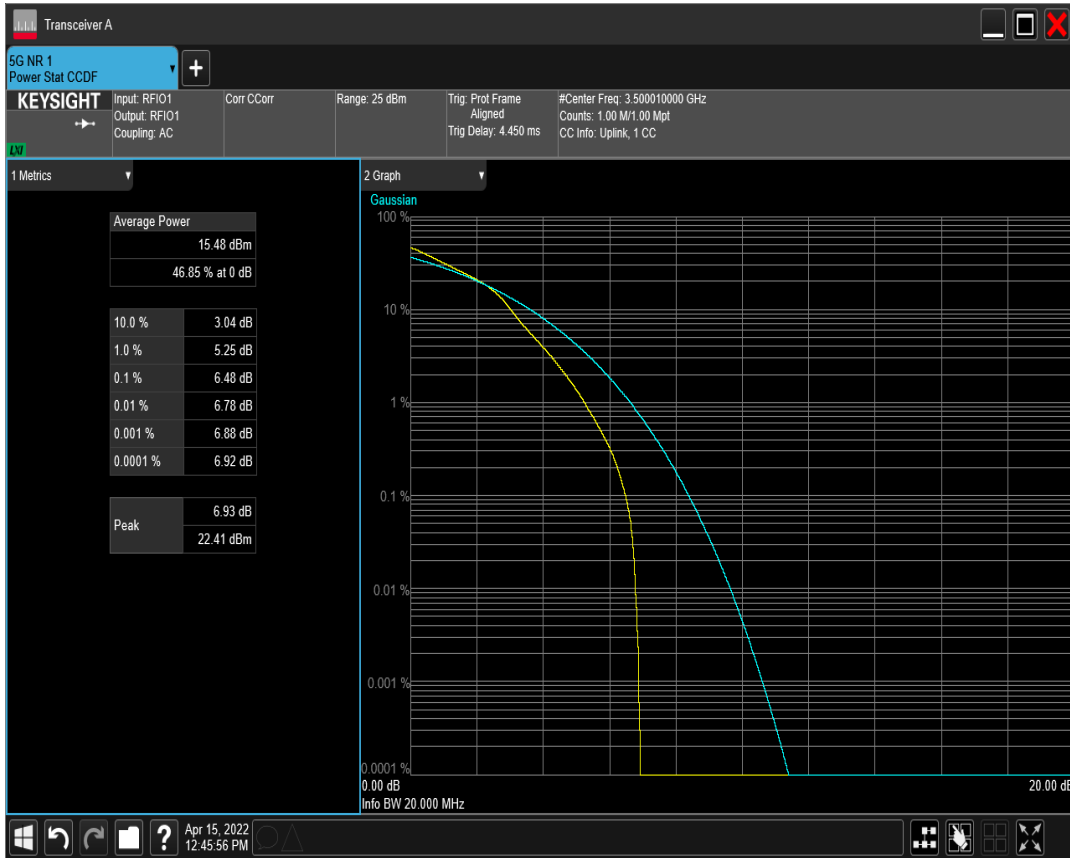 Transceiver A
5G NR 1
Power Stat CCDF
KEYSIGHT
LXI
Input: RFIO1
Output: RFIO1
Coupling: AC
Corr CCorr
Range: 25 dBm
Trig: Prot Frame
Aligned
Trig Delay: 4.450 ms
#Center Freq: 3.500010000 GHz
Counts: 1.00 M/1.00 Mpt
CC Info: Uplink, 1 CC
1 Metrics
Average Power
15.48 dBm
46.85 % at 0 dB
10.0 % 3.04 dB
1.0 % 5.25 dB
0.1 % 6.48 dB
0.01 % 6.78 dB
0.001 % 6.88 dB
0.0001 % 6.92 dB
Peak 6.93 dB
22.41 dBm
2 Graph
Gaussian
100 %
10 %
1 %
0.1 %
0.01 %
0.001 %
0.0001 %
0.00 dB 20.00 dB
Info BW 20.000 MHz
Apr 15, 2022
12:45:56 PM